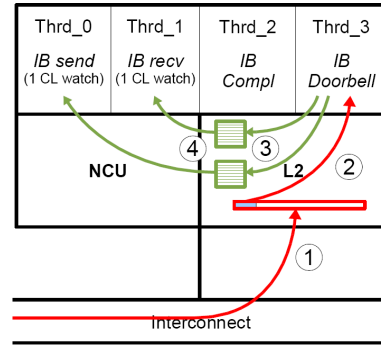 Thrd_0 Thrd_1 Thrd_2 Thrd_3
IB send IB recv IB IB
(1 CL watch) (1 CL watch) Compl Doorbell
4 3 2
NCU L2
1
Interconnect